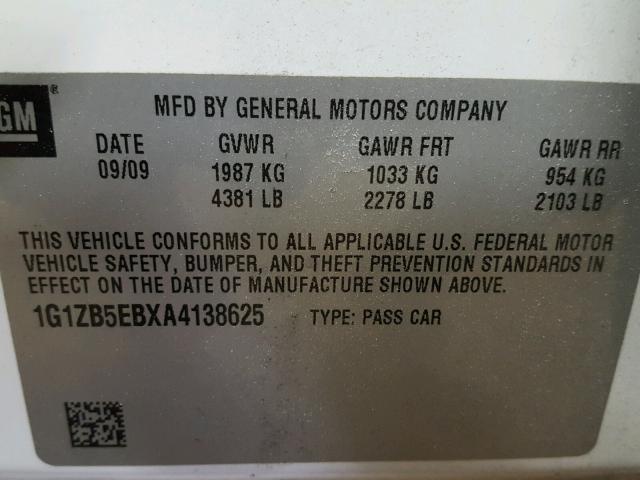 GM ®
MFD BY GENERAL MOTORS COMPANY
DATE GVWR GAWR FRT GAWR RR
09/09 1987 KG 1033 KG 954 KG
4381 LB 2278 LB 2103 LB
THIS VEHICLE CONFORMS TO ALL APPLICABLE U.S. FEDERAL MOTOR
VEHICLE SAFETY, BUMPER, AND THEFT PREVENTION STANDARDS IN
EFFECT ON THE DATE OF MANUFACTURE SHOWN ABOVE.
1G1ZB5EBXA4138625 TYPE: PASS CAR